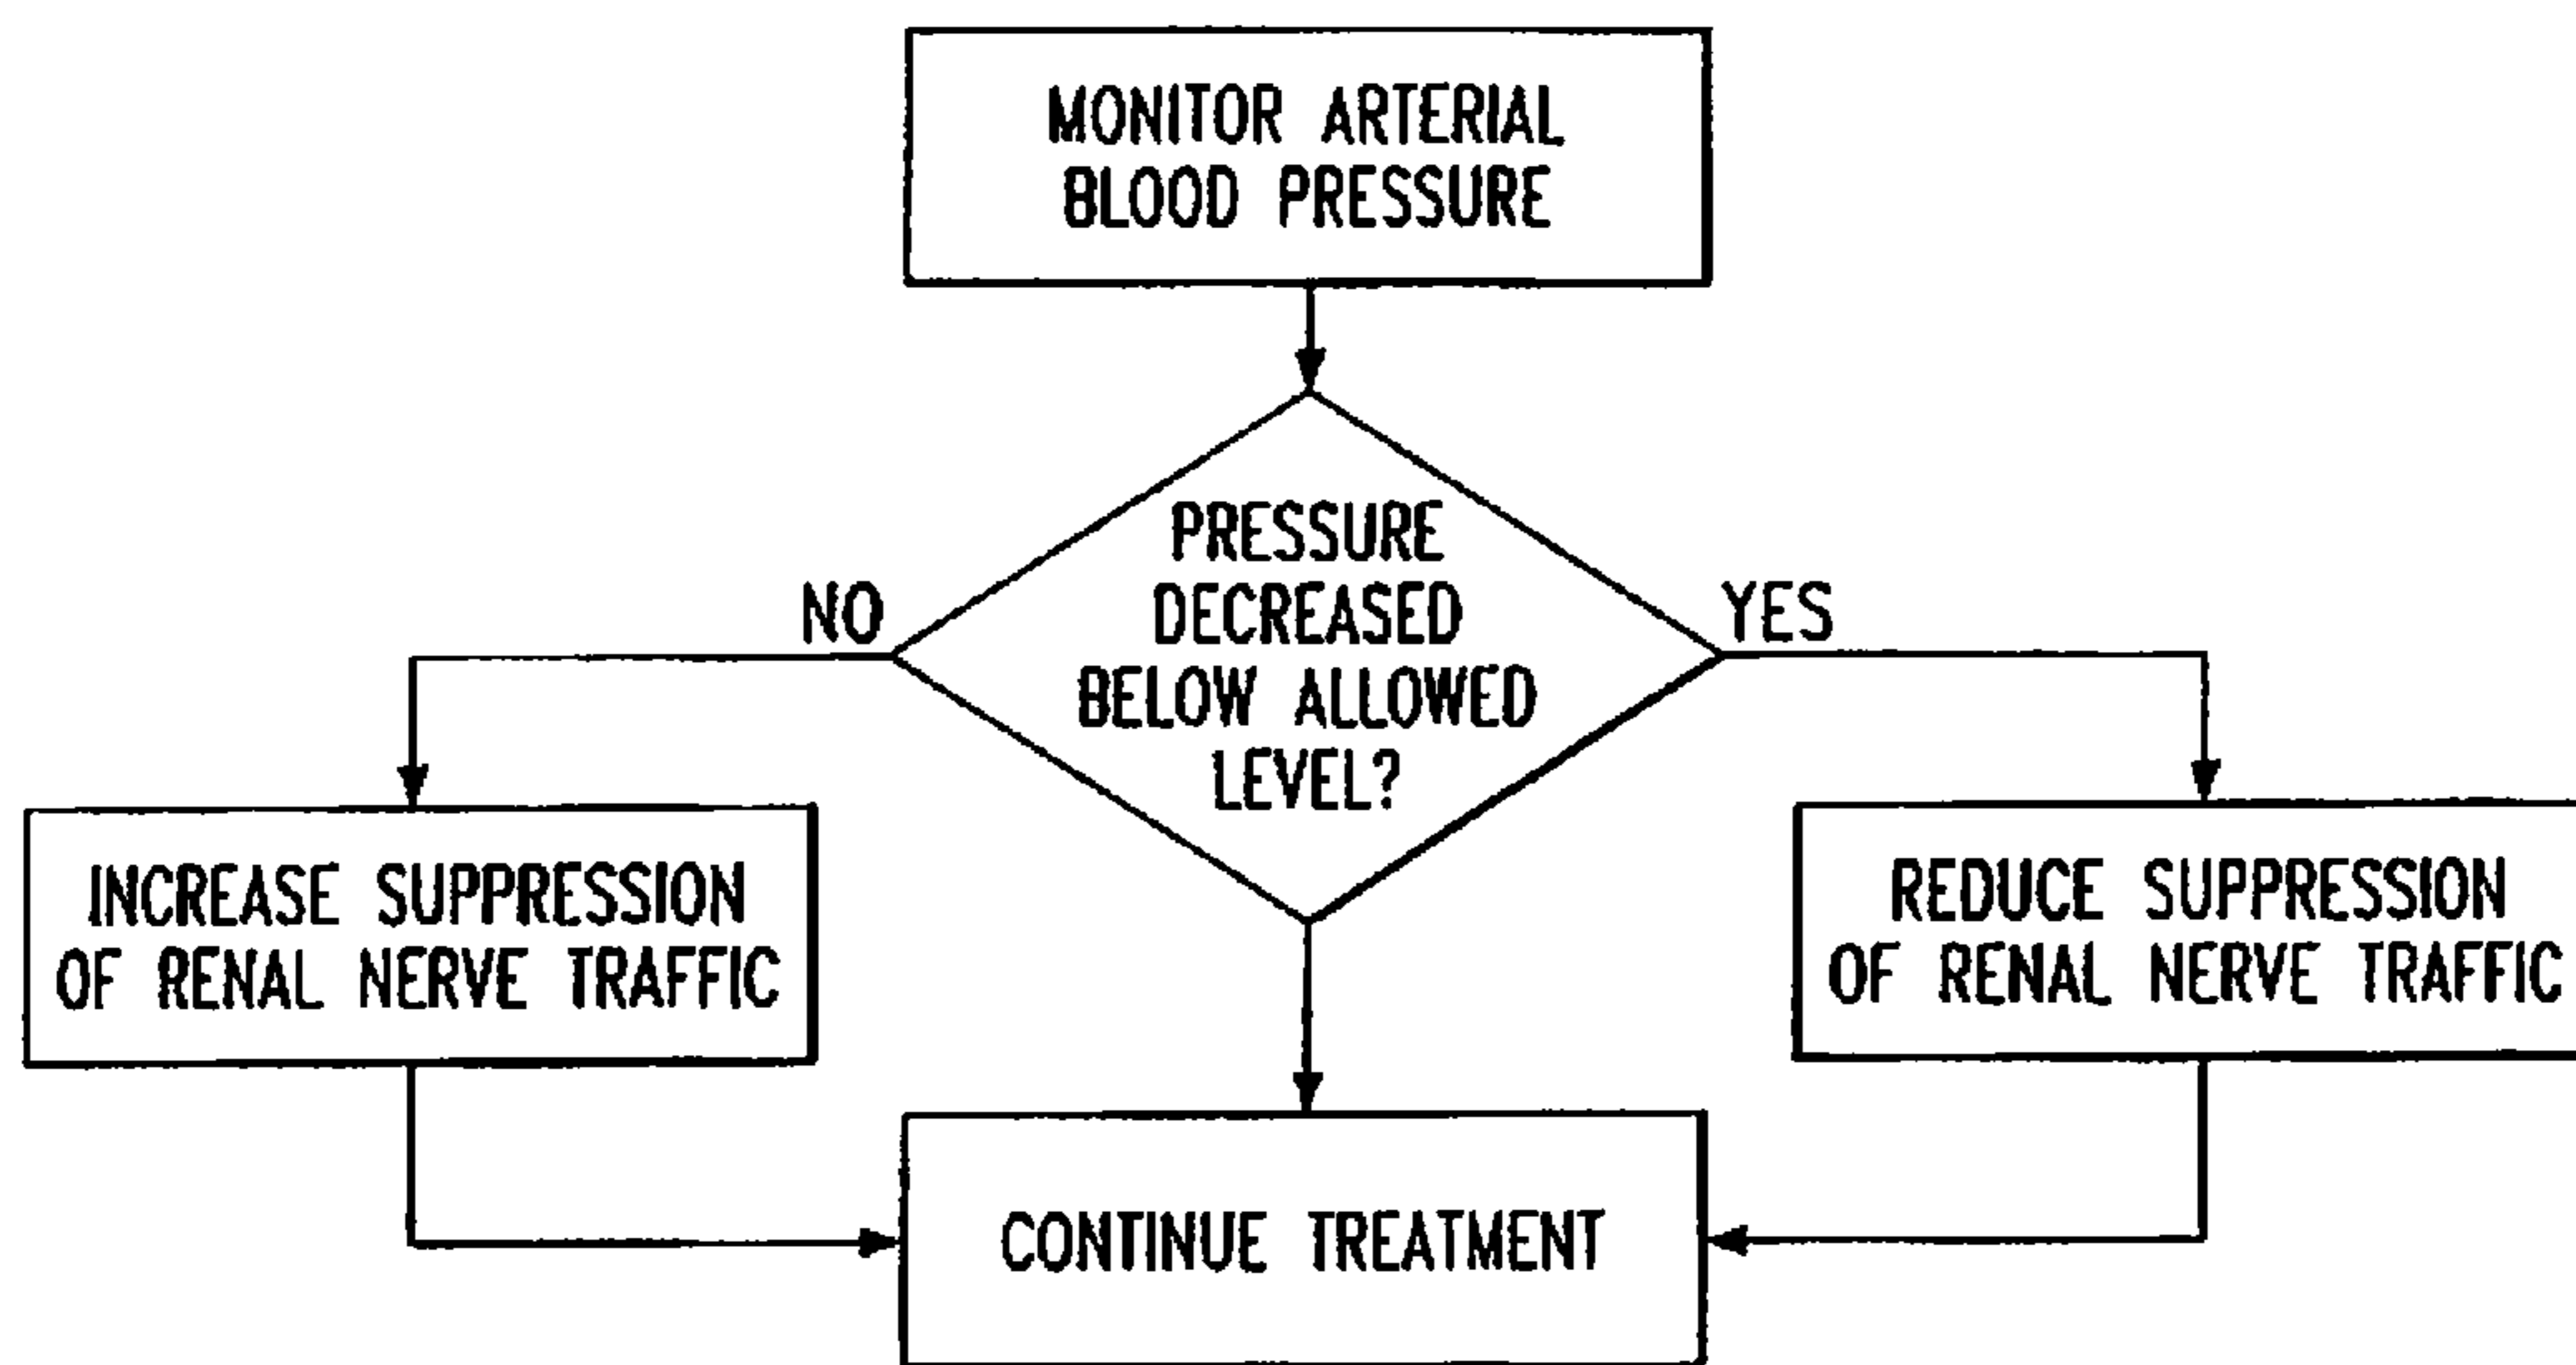 MONITOR ARTERIAL
BLOOD PRESSURE
PRESSURE
DECREASED
BELOW ALLOWED
LEVEL?
NO
YES
INCREASE SUPPRESSION
OF RENAL NERVE TRAFFIC
REDUCE SUPPRESSION
OF RENAL NERVE TRAFFIC
CONTINUE TREATMENT